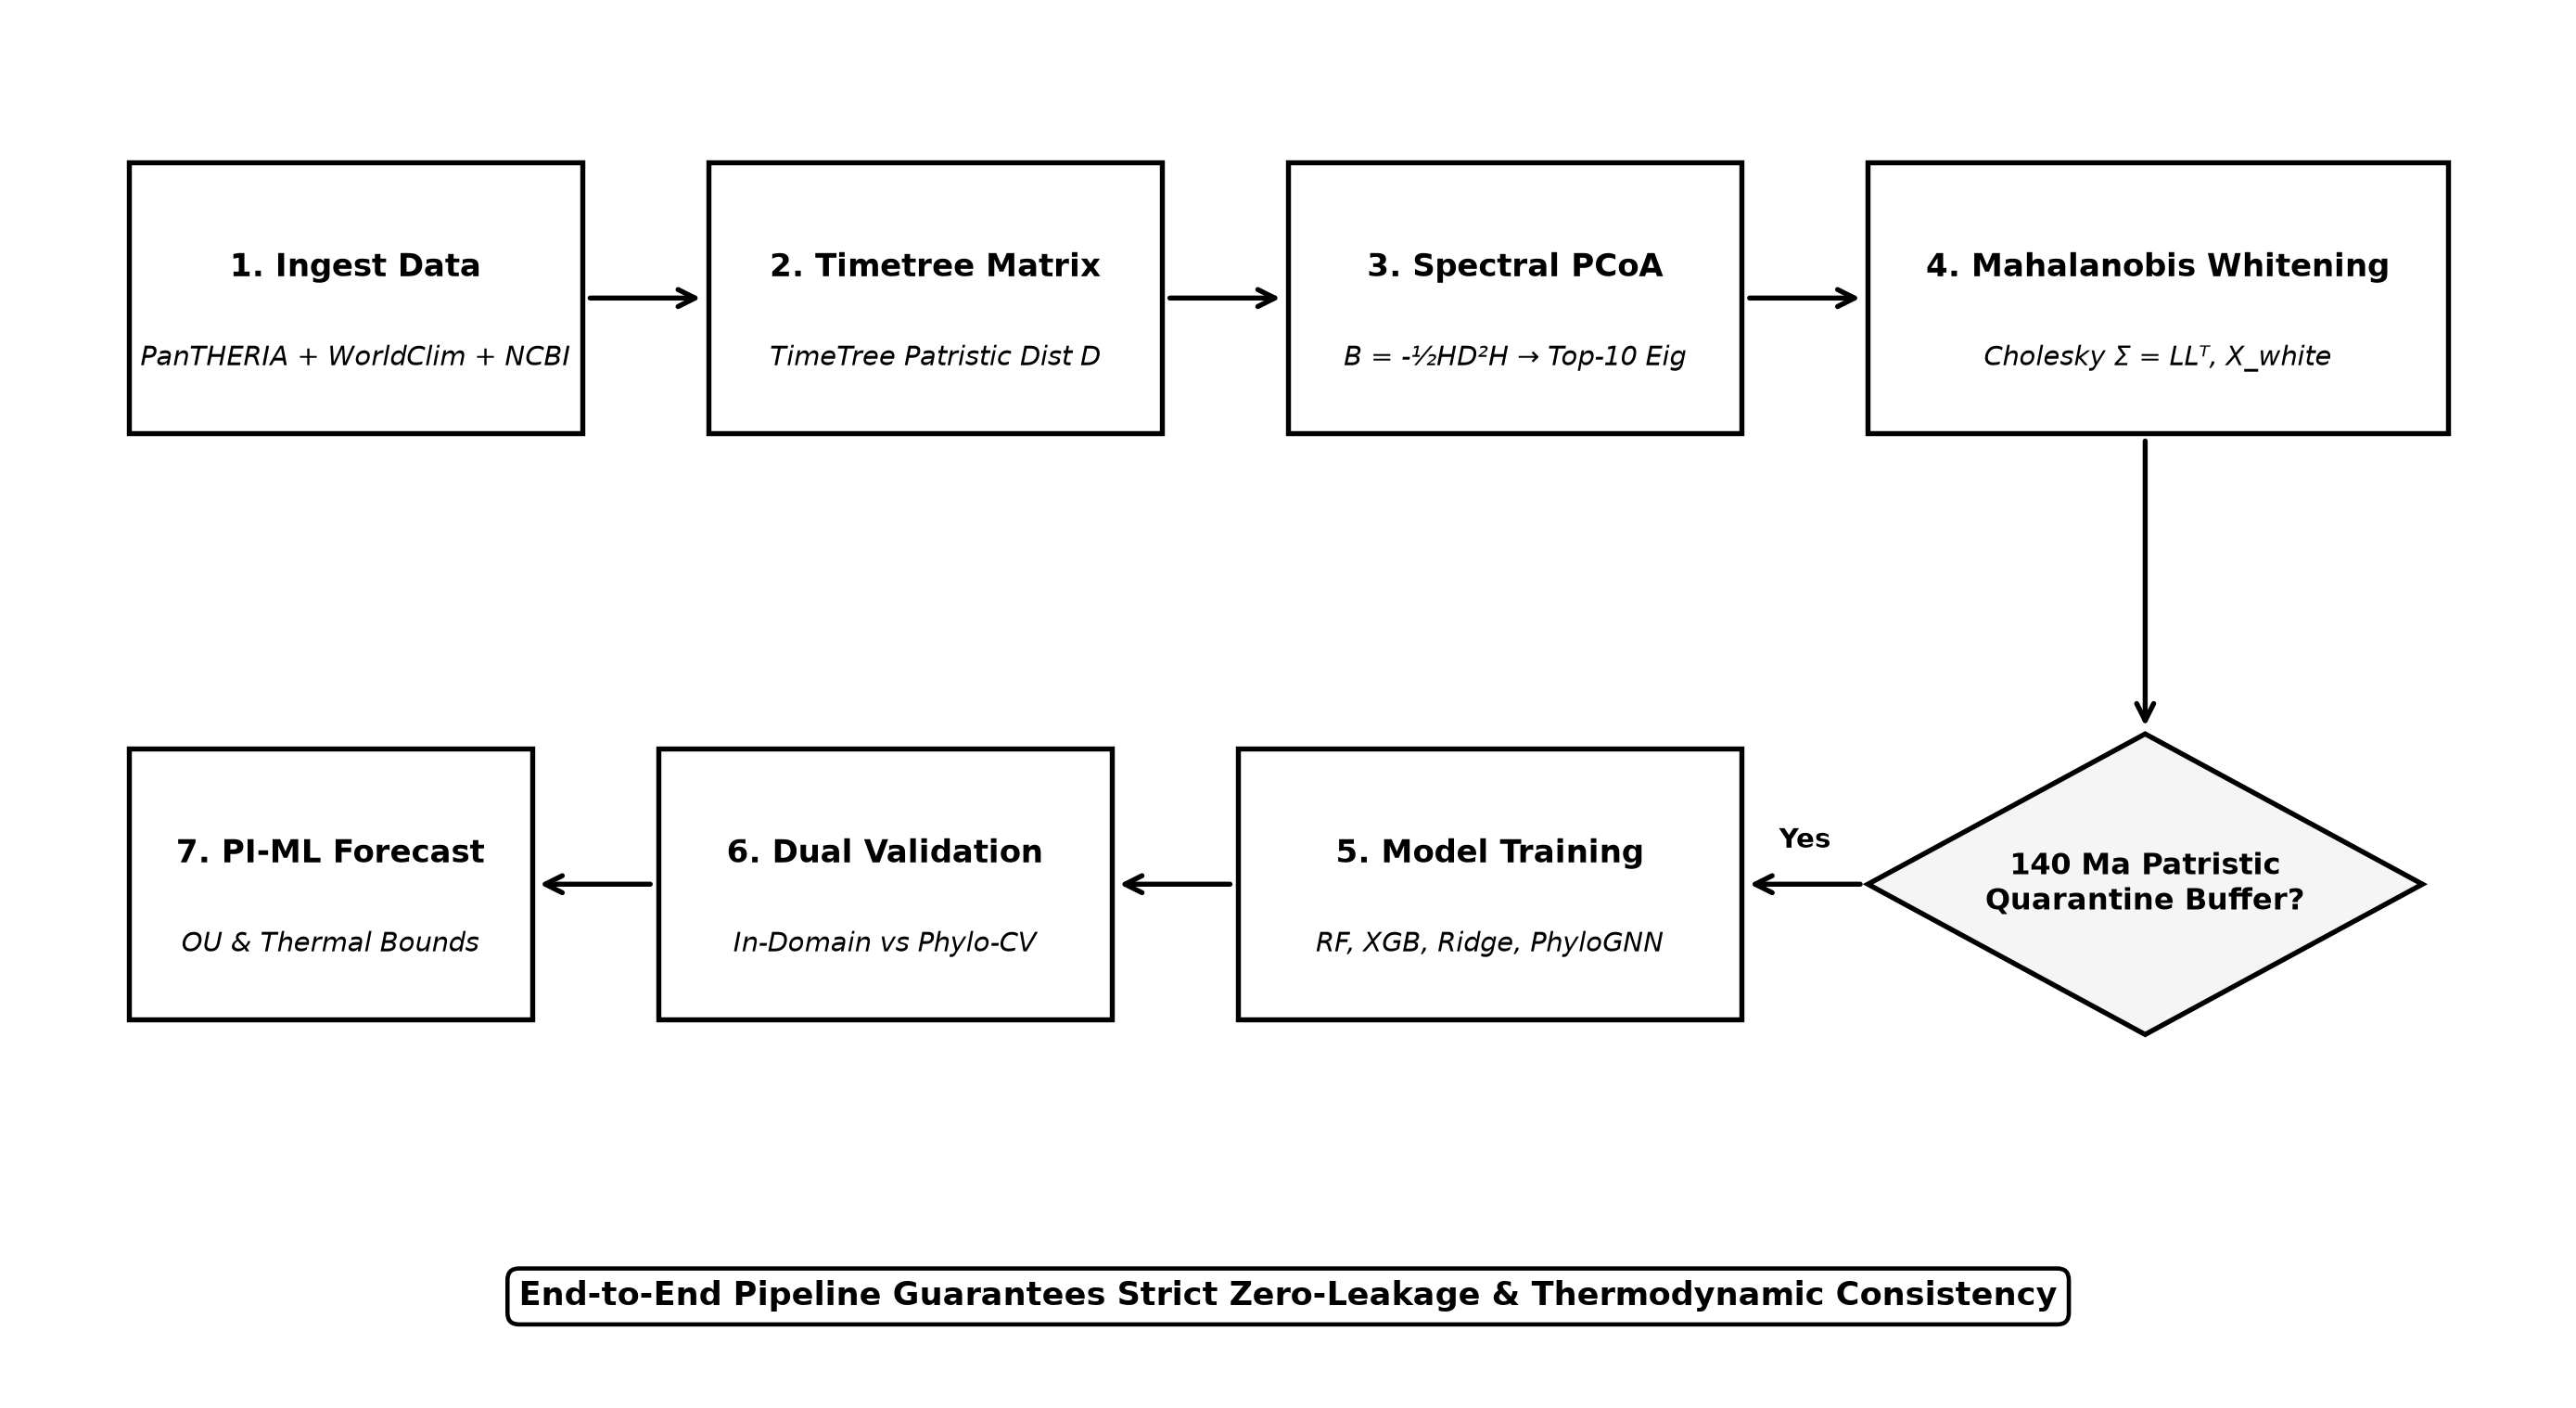 1. Ingest Data
PanTHERIA + WorldClim + NCBI
2. Timetree Matrix
TimeTree Patristic Dist D
3. Spectral PCoA
B = -½HD²H → Top-10 Eig
4. Mahalanobis Whitening
Cholesky Σ = LLᵀ, X_white
140 Ma Patristic
Quarantine Buffer?
Yes
5. Model Training
RF, XGB, Ridge, PhyloGNN
6. Dual Validation
In-Domain vs Phylo-CV
7. PI-ML Forecast
OU & Thermal Bounds
End-to-End Pipeline Guarantees Strict Zero-Leakage & Thermodynamic Consistency